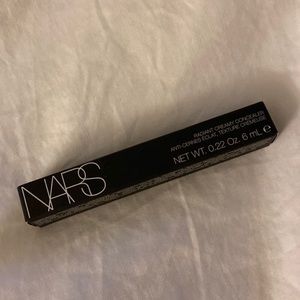 NARS
RADIANT CREAMY CONCEALER
ANTI-CERNES ÉCLAT, TEXTURE CRÉMEUSE
NET WT. 0.22 Oz. 6 mL ℮